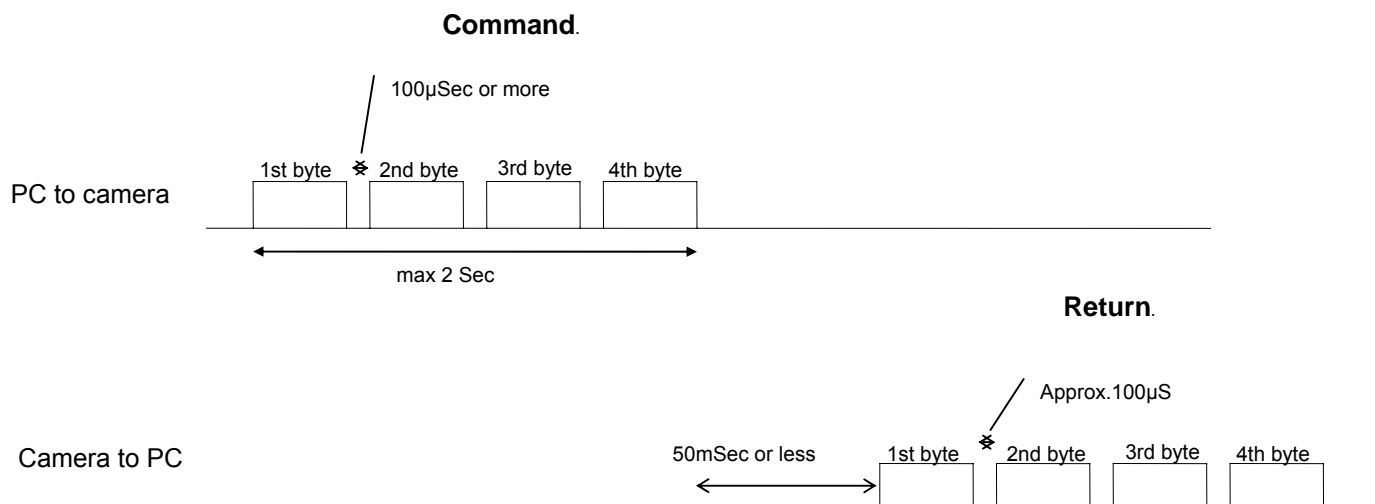 Command.
100µSec or more
1st byte 2nd byte 3rd byte 4th byte
PC to camera
max 2 Sec
Return.
Approx.100µS
Camera to PC
50mSec or less
1st byte 2nd byte 3rd byte 4th byte